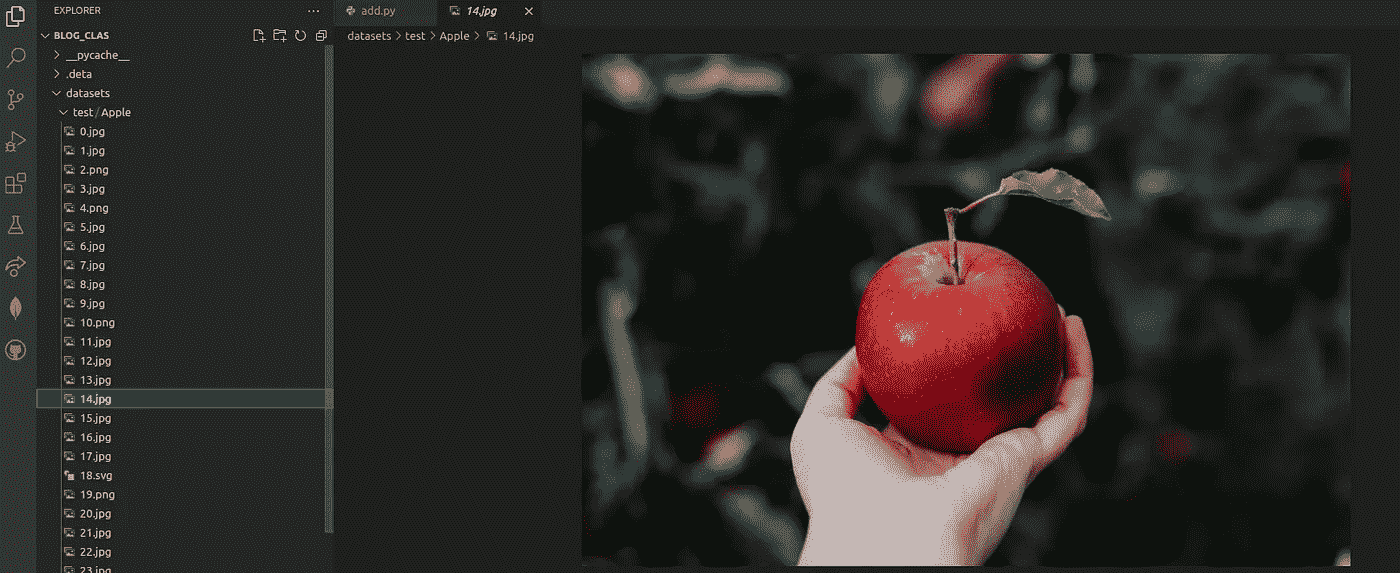 EXPLORER
BLOG_CLAS
__pycache__
.deta
datasets
test/Apple
0.jpg
1.jpg
2.png
3.jpg
4.png
5.jpg
6.jpg
7.jpg
8.jpg
9.jpg
10.png
11.jpg
12.jpg
13.jpg
14.jpg
15.jpg
16.jpg
17.jpg
18.svg
19.png
20.jpg
21.jpg
22.jpg
23.jpg
add.py
14.jpg
datasets > test > Apple > 14.jpg